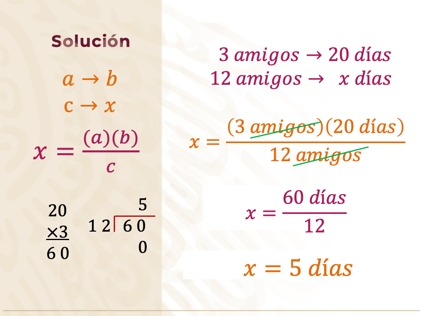 Solución
a → b
c → x
x = (a)(b) / c
20
×3
60
5
12 60
0
3 amigos → 20 días
12 amigos → x días
x = (3 amigos)(20 días) / 12 amigos
x = 60 días / 12
x = 5 días